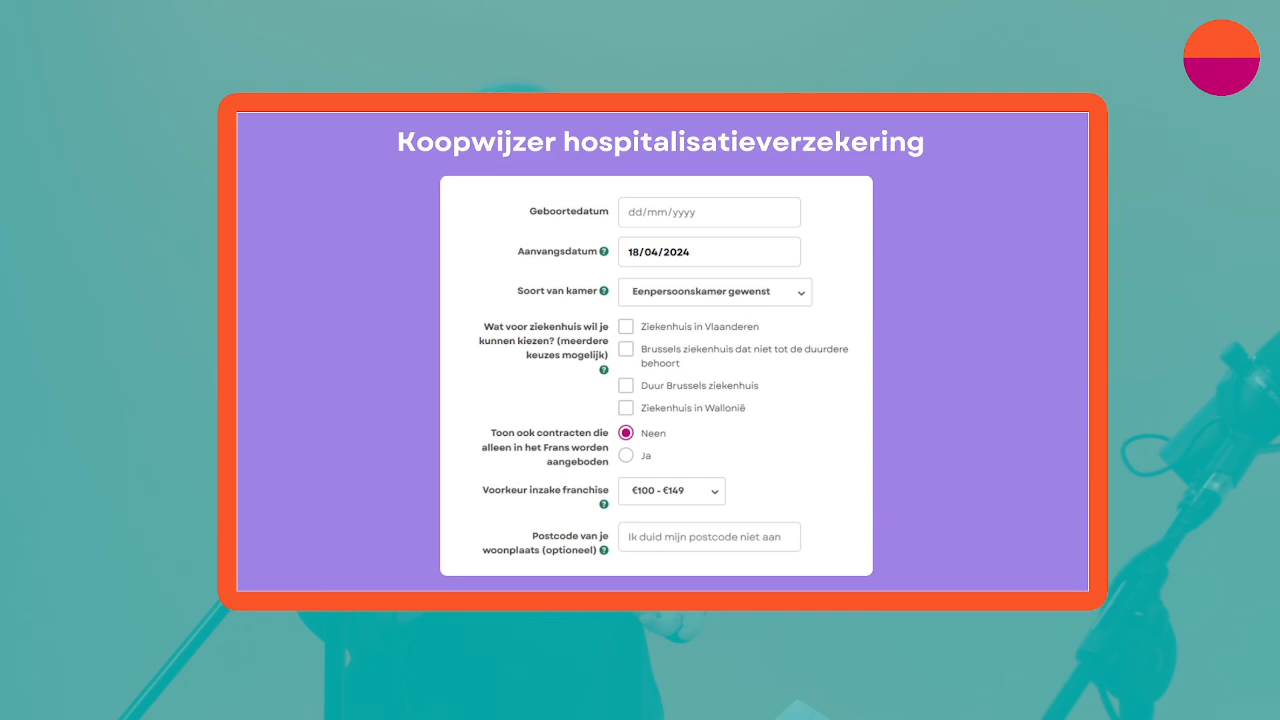 Koopwijzer hospitalisatieverzekering
Geboortedatum
dd/mm/yyyy
Aanvangsdatum ?
18/04/2024
Soort van kamer ?
Eenpersoonskamer gewenst
Wat voor ziekenhuis wil je
kunnen kiezen? (meerdere
keuzes mogelijk)
?
Ziekenhuis in Vlaanderen
Brussels ziekenhuis dat niet tot de duurdere
behoort
Duur Brussels ziekenhuis
Ziekenhuis in Wallonië
Toon ook contracten die
alleen in het Frans worden
aangeboden
Neen
Ja
Voorkeur inzake franchise
?
€100 - €149
Postcode van je
woonplaats (optioneel) ?
Ik duid mijn postcode niet aan